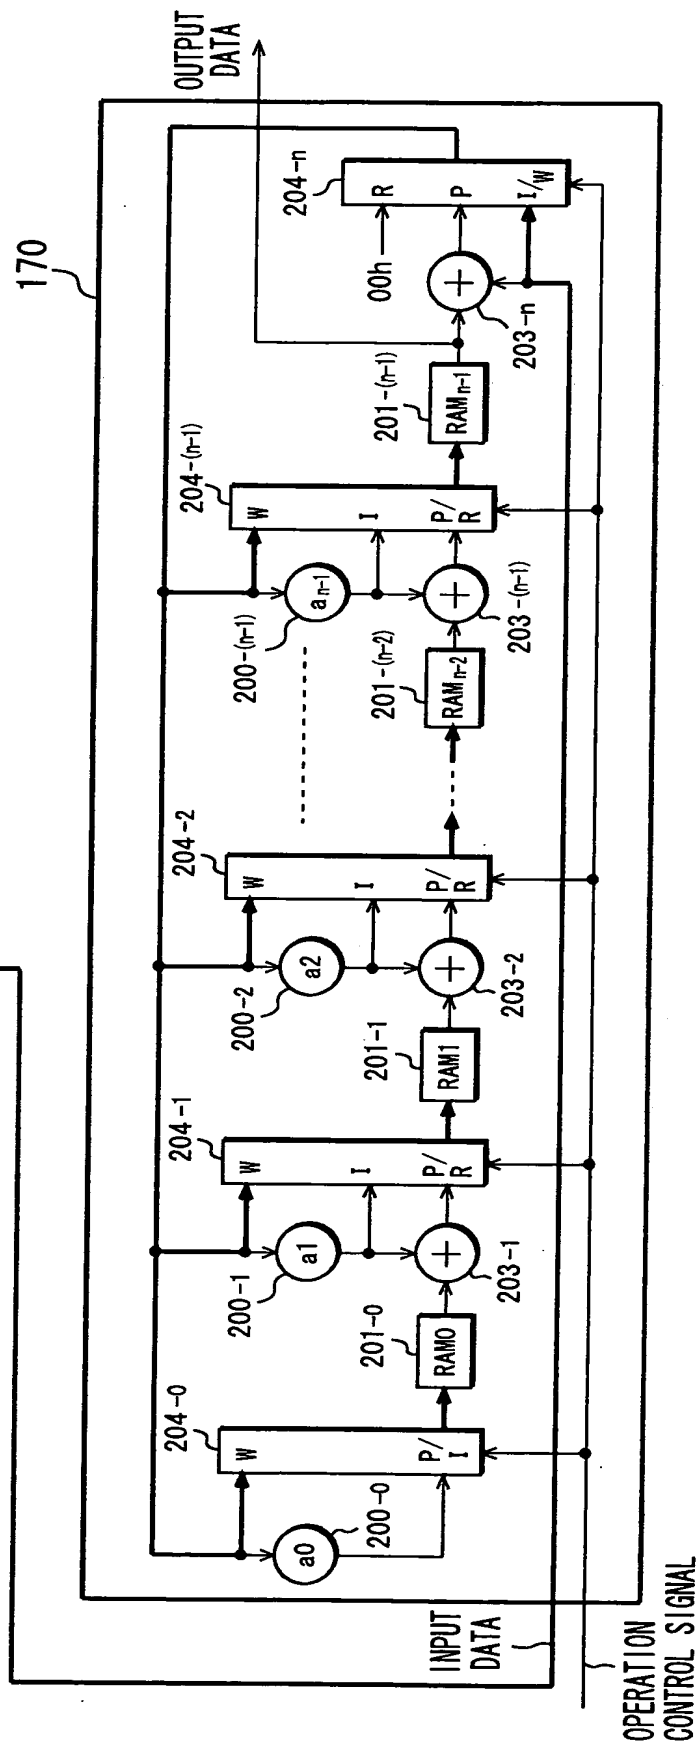 170
OUTPUT
DATA
204-n
R
P
I/W
00h
203-n
201-(n-1)
RAMn-1
204-(n-1)
W
I
P/
R
an-1
200-(n-1)
203-(n-1)
201-(n-2)
RAMn-2
204-2
W
I
P/
R
a2
200-2
203-2
201-1
RAM1
204-1
W
I
P/
R
a1
200-1
203-1
201-0
RAM0
204-0
W
P/
I
a0
200-0
INPUT
DATA
OPERATION
CONTROL SIGNAL